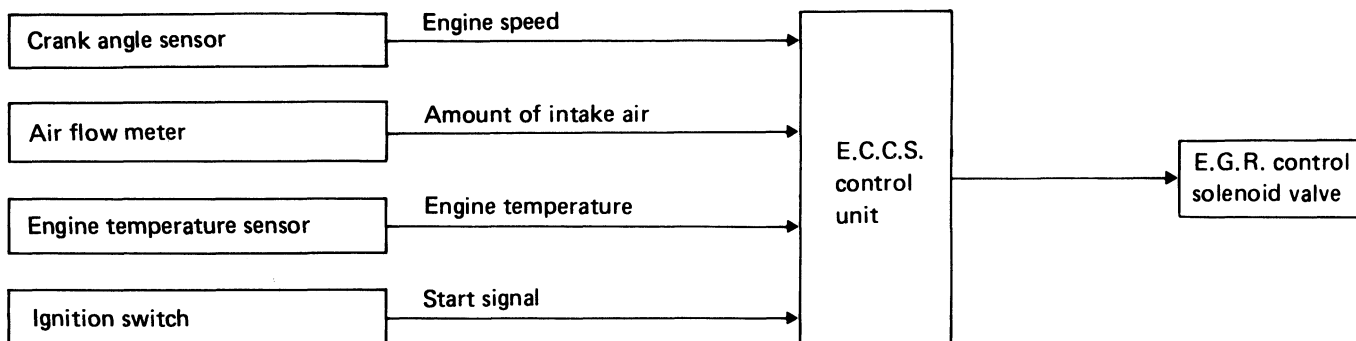 Crank angle sensor
Engine speed
Air flow meter
Amount of intake air
Engine temperature sensor
Engine temperature
Ignition switch
Start signal
E.C.C.S.
control
unit
E.G.R. control
solenoid valve